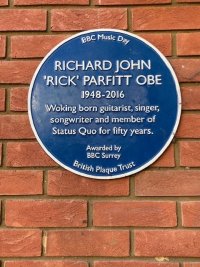 BBC Music Day
RICHARD JOHN
'RICK' PARFITT OBE
1948-2016
Woking born guitarist, singer,
songwriter and member of
Status Quo for fifty years.
Awarded by
BBC Surrey
British Plaque Trust